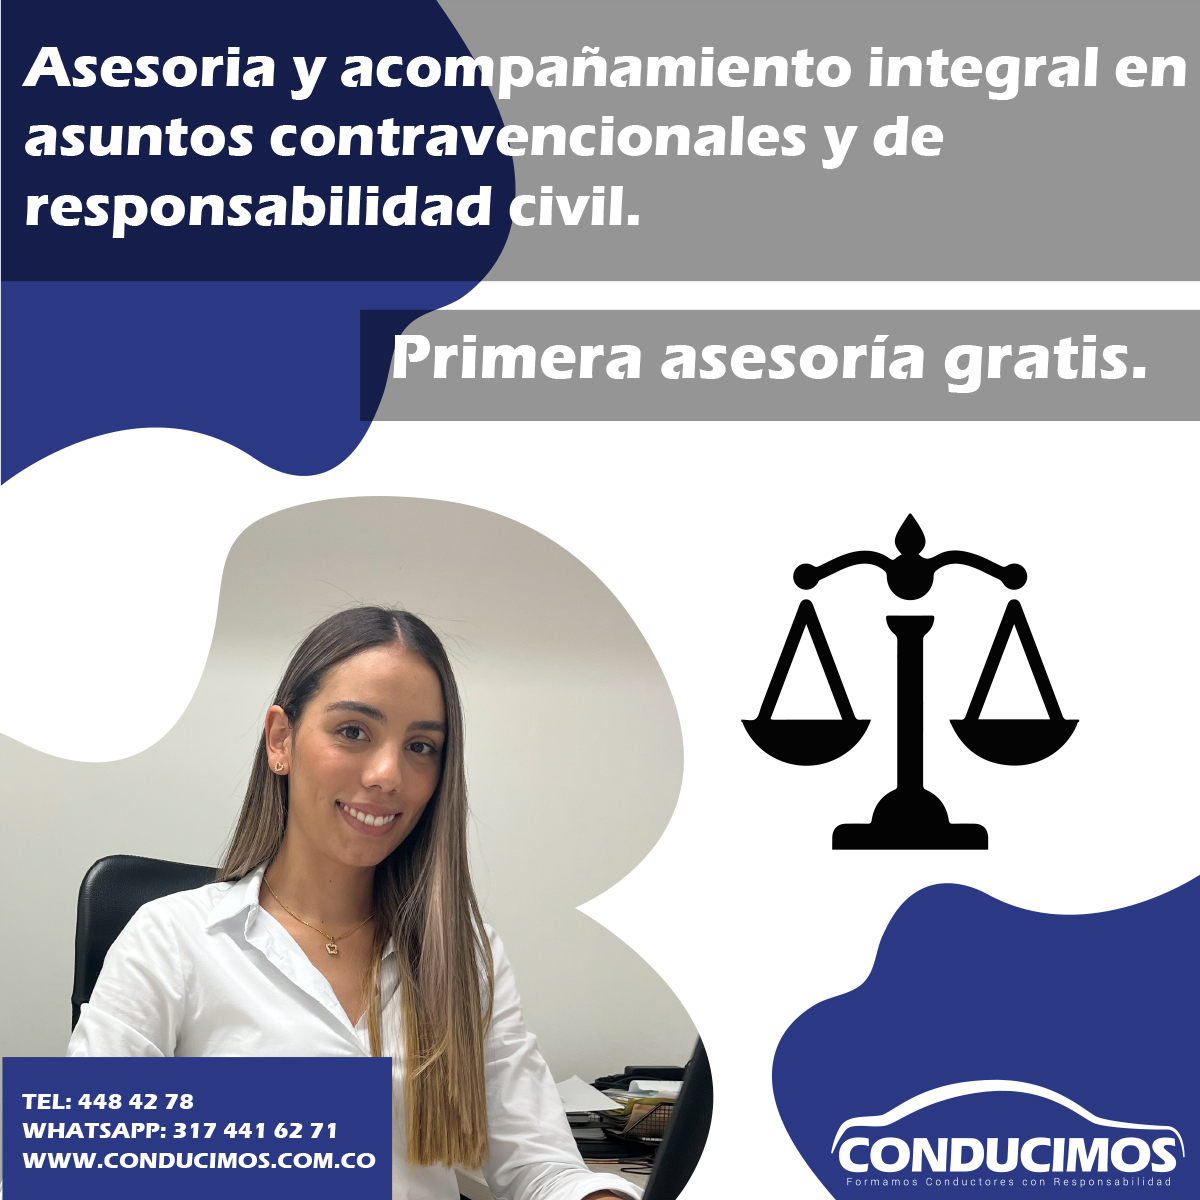 Asesoria y acompañamiento integral en
asuntos contravencionales y de
responsabilidad civil.
Primera asesoría gratis.
TEL: 448 42 78
WHATSAPP: 317 441 62 71
WWW.CONDUCIMOS.COM.CO
CONDUCIMOS
Formamos Conductores con Responsabilidad